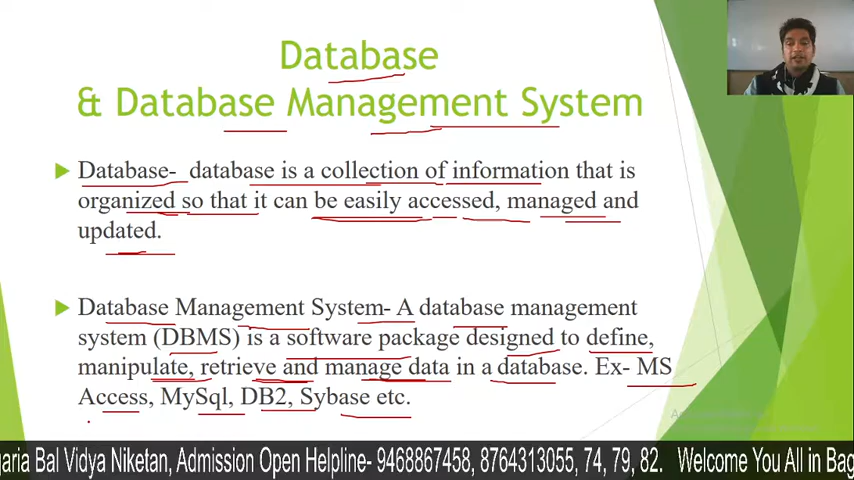 Database
& Database Management System
Database- database is a collection of information that is
organized so that it can be easily accessed, managed and
updated.
Database Management System- A database management
system (DBMS) is a software package designed to define,
manipulate, retrieve and manage data in a database. Ex- MS
Access, MySql, DB2, Sybase etc.
garia Bal Vidya Niketan, Admission Open Helpline- 9468867458, 8764313055, 74, 79, 82. Welcome You All in Bag